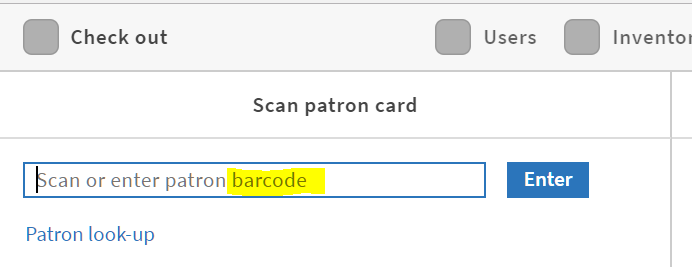 Check out Users Inventor
Scan patron card
Scan or enter patron barcode Enter
Patron look-up